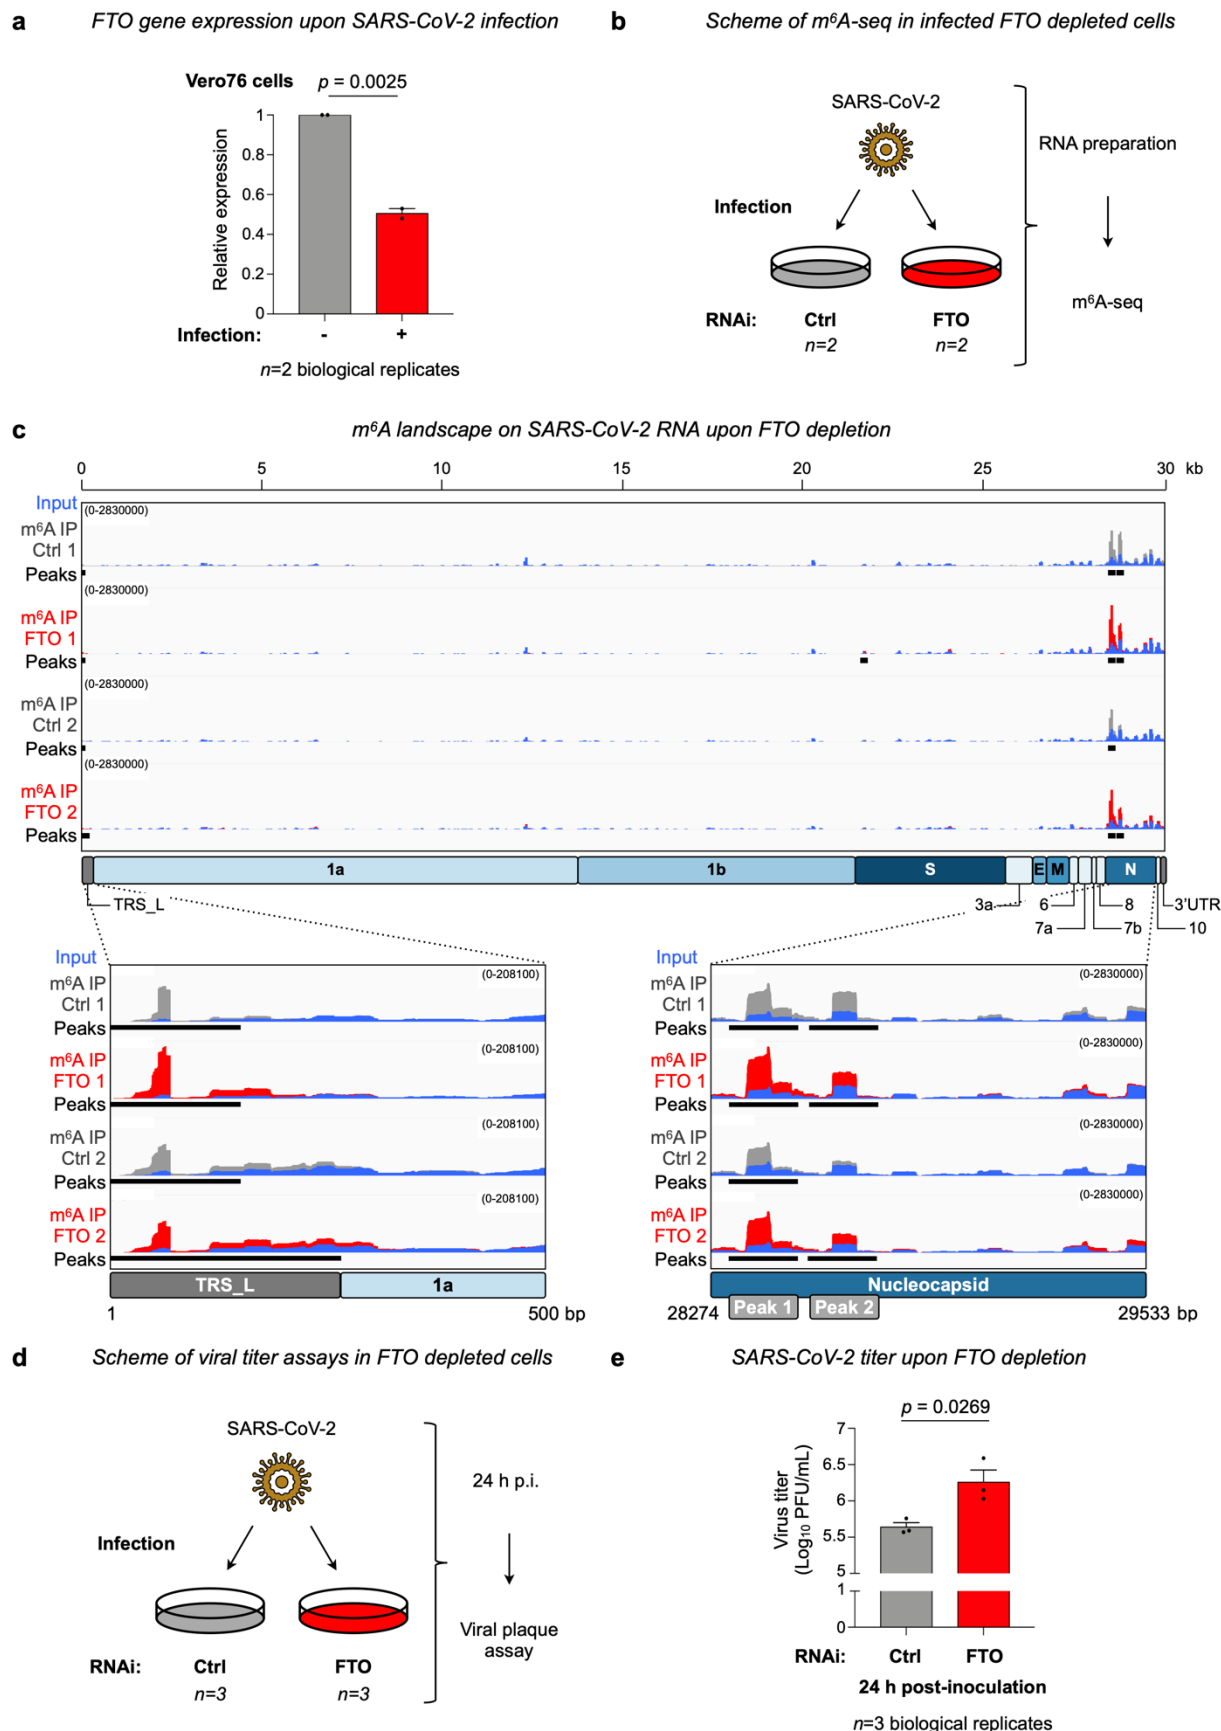 a FTO gene expression upon SARS-CoV-2 infection
Vero76 cells
p = 0.0025
Relative expression
1
0.8
0.6
0.4
0.2
0
Infection: - +
n=2 biological replicates
b Scheme of m⁶A-seq in infected FTO depleted cells
SARS-CoV-2
Infection
RNAi: Ctrl FTO
n=2 n=2
RNA preparation
m⁶A-seq
c m⁶A landscape on SARS-CoV-2 RNA upon FTO depletion
0 5 10 15 20 25 30 kb
Input
(0-2830000)
m⁶A IP
Ctrl 1
Peaks
(0-2830000)
m⁶A IP
FTO 1
Peaks
(0-2830000)
m⁶A IP
Ctrl 2
Peaks
(0-2830000)
m⁶A IP
FTO 2
Peaks
1a 1b S E M N
TRS_L 3a 6 8 3'UTR
7a 7b 10
Input
(0-208100)
m⁶A IP
Ctrl 1
Peaks
(0-208100)
m⁶A IP
FTO 1
Peaks
(0-208100)
m⁶A IP
Ctrl 2
Peaks
(0-208100)
m⁶A IP
FTO 2
Peaks
TRS_L 1a
1 500 bp
Input
(0-2830000)
m⁶A IP
Ctrl 1
Peaks
(0-2830000)
m⁶A IP
FTO 1
Peaks
(0-2830000)
m⁶A IP
Ctrl 2
Peaks
(0-2830000)
m⁶A IP
FTO 2
Peaks
Nucleocapsid
28274 Peak 1 Peak 2 29533 bp
d Scheme of viral titer assays in FTO depleted cells
SARS-CoV-2
Infection
RNAi: Ctrl FTO
n=3 n=3
24 h p.i.
Viral plaque
assay
e SARS-CoV-2 titer upon FTO depletion
p = 0.0269
Virus titer
(Log₁₀ PFU/mL)
7
6.5
6
5.5
5
1
0
RNAi: Ctrl FTO
24 h post-inoculation
n=3 biological replicates